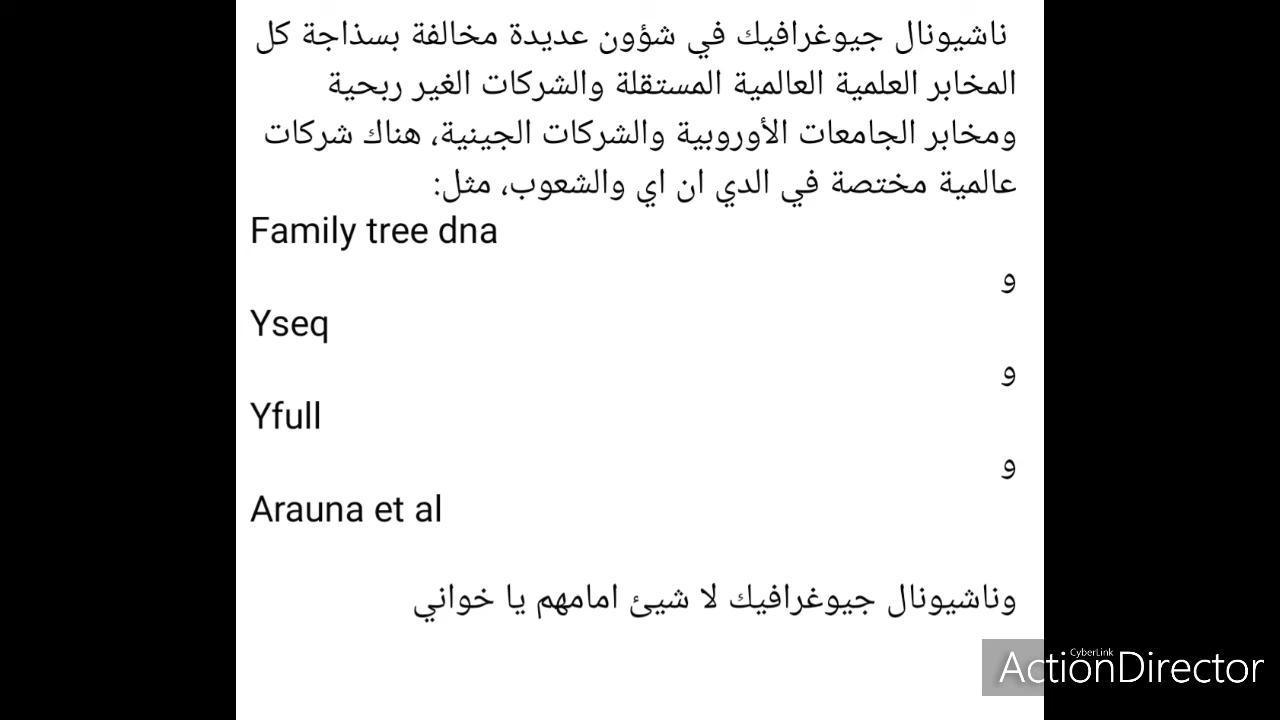 ناشيونال جيوغرافيك في شؤون عديدة مخالفة بسذاجة كل
المخابر العلمية العالمية المستقلة والشركات الغير ربحية
ومخابر الجامعات الأوروبية والشركات الجينية، هناك شركات
عالمية مختصة في الدي ان اي والشعوب، مثل:
Family tree dna
و
Yseq
و
Yfull
و
Arauna et al
وناشيونال جيوغرافيك لا شيئ امامهم يا خواني
CyberLink
ActionDirector